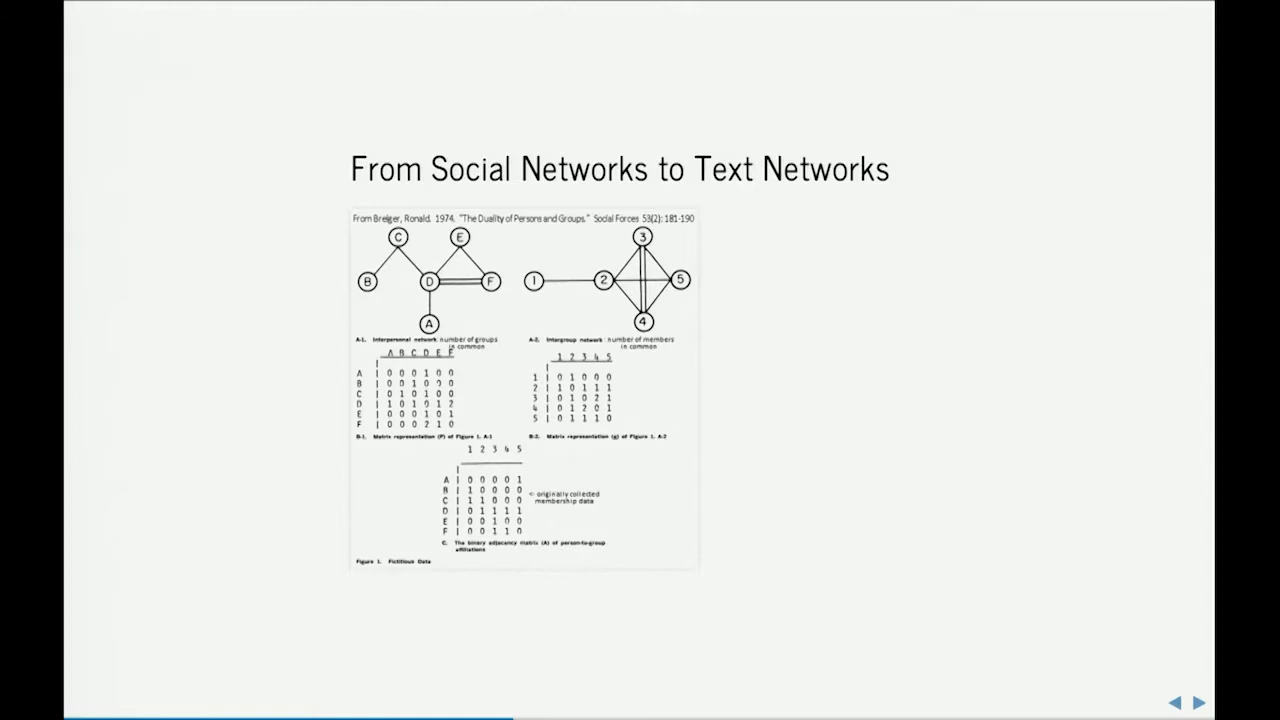 From Social Networks to Text Networks
From Breiger, Ronald. 1974. "The Duality of Persons and Groups." Social Forces 53(2): 181-190
C E 3
B D F 1 2 5
A 4
A-1. Interpersonal network: number of groups in common
A B C D E F
A | 0 0 0 1 0 0
B | 0 0 1 0 0 0
C | 0 1 0 1 0 0
D | 1 0 1 0 1 2
E | 0 0 0 1 0 1
F | 0 0 0 2 1 0
B-1. Matrix representation (P) of Figure 1. A-1
A-2. Intergroup network: number of members in common
1 2 3 4 5
1 | 0 1 0 0 0
2 | 1 0 1 1 1
3 | 0 1 0 2 1
4 | 0 1 2 0 1
5 | 0 1 1 1 0
B-2. Matrix representation (g) of Figure 1. A-2
1 2 3 4 5
A | 0 0 0 0 1
B | 1 0 0 0 0
C | 1 1 0 0 0
D | 0 1 1 1 1
E | 0 0 1 0 0
F | 0 0 1 1 0
<- originally collected
membership data
C. The binary adjacency matrix (A) of person-to-group
affiliations
Figure 1. Fictitious Data